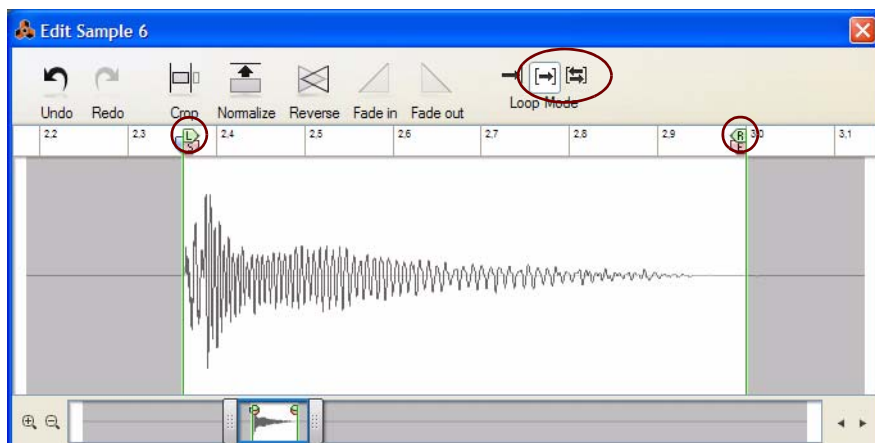 Edit Sample 6
Undo Redo Crop Normalize Reverse Fade in Fade out Loop Mode
2,2 2,3 L 2,4 2,5 2,6 2,7 2,8 2,9 R 3,0 3,1
S E